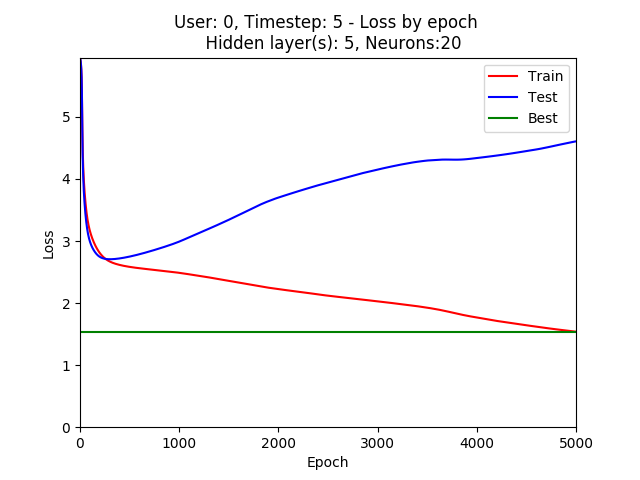 User: 0, Timestep: 5 - Loss by epoch
Hidden layer(s): 5, Neurons:20
Train
Test
Best
5
4
3
2
1
0
Loss
0 1000 2000 3000 4000 5000
Epoch